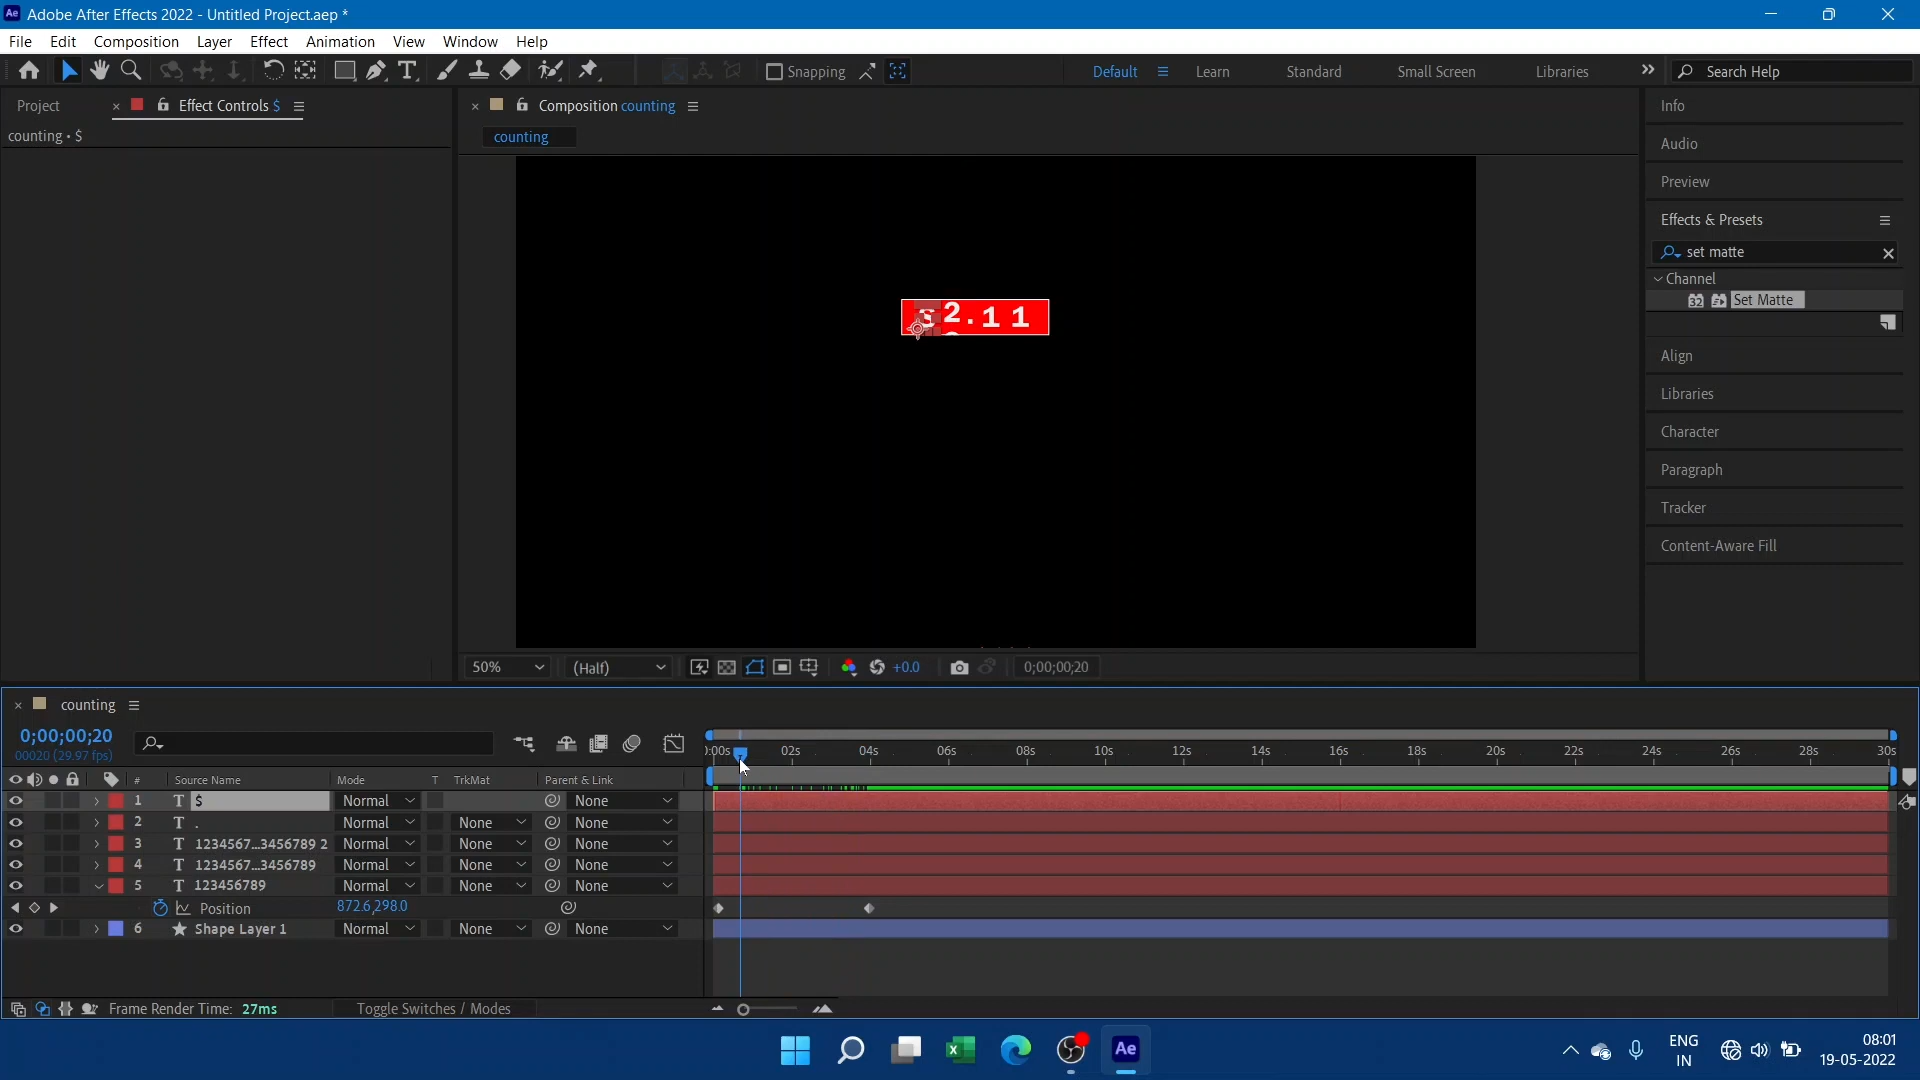 Ae Adobe After Effects 2022 - Untitled Project.aep *
File Edit Composition Layer Effect Animation View Window Help
Snapping Default Learn Standard Small Screen Libraries Search Help
Project Effect Controls $ Composition counting
counting • $
counting
$2.11
Info
Audio
Preview
Effects & Presets
set matte
Channel
32 Set Matte
Align
Libraries
Character
Paragraph
Tracker
Content-Aware Fill
50% (Half) +0.0 0;00;00;20
counting
0;00;00;20
00020 (29.97 fps)
):00s 02s 04s 06s 08s 10s 12s 14s 16s 18s 20s 22s 24s 26s 28s 30s
# Source Name Mode T TrkMat Parent & Link
1 T $ Normal None
2 T . Normal None None
3 T 1234567...3456789 2 Normal None None
4 T 1234567...3456789 Normal None None
5 T 123456789 Normal None None
Position 872.6,298.0
6 Shape Layer 1 Normal None None
Frame Render Time: 27ms Toggle Switches / Modes
Ae
ENG
IN
08:01
19-05-2022